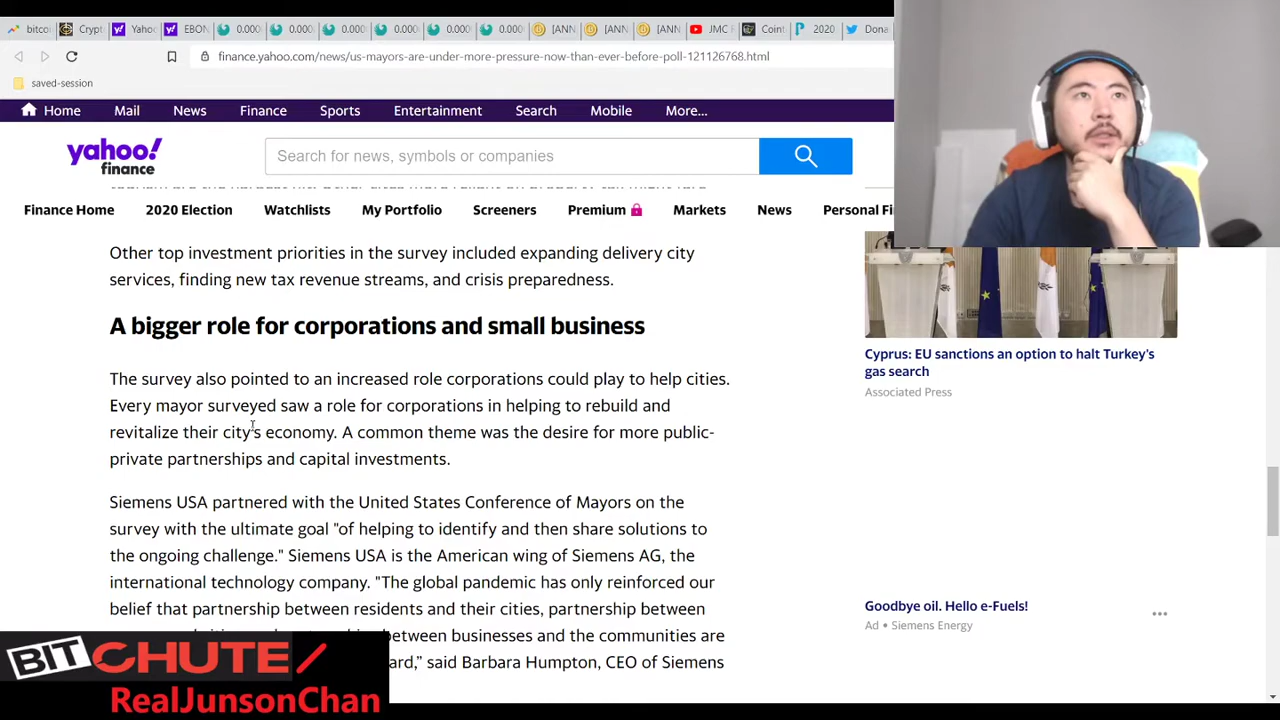 bitco
Crypt
Yahoo
EBON
0.000
0.000
0.000
0.000
0.000
0.000
[ANN
[ANN
[ANN
JMC
Coint
2020
Dona
finance.yahoo.com/news/us-mayors-are-under-more-pressure-now-than-ever-before-poll-121126768.html
saved-session
Home Mail News Finance Sports Entertainment Search Mobile More...
yahoo!
finance
Search for news, symbols or companies
Finance Home 2020 Election Watchlists My Portfolio Screeners Premium Markets News Personal Fi
Other top investment priorities in the survey included expanding delivery city
services, finding new tax revenue streams, and crisis preparedness.
A bigger role for corporations and small business
The survey also pointed to an increased role corporations could play to help cities.
Every mayor surveyed saw a role for corporations in helping to rebuild and
revitalize their city's economy. A common theme was the desire for more public-
private partnerships and capital investments.
Siemens USA partnered with the United States Conference of Mayors on the
survey with the ultimate goal "of helping to identify and then share solutions to
the ongoing challenge." Siemens USA is the American wing of Siemens AG, the
international technology company. "The global pandemic has only reinforced our
belief that partnership between residents and their cities, partnership between
between businesses and the communities are
ard," said Barbara Humpton, CEO of Siemens
Cyprus: EU sanctions an option to halt Turkey's
gas search
Associated Press
Goodbye oil. Hello e-Fuels!
Ad • Siemens Energy
BITCHUTE
RealJunsonChan